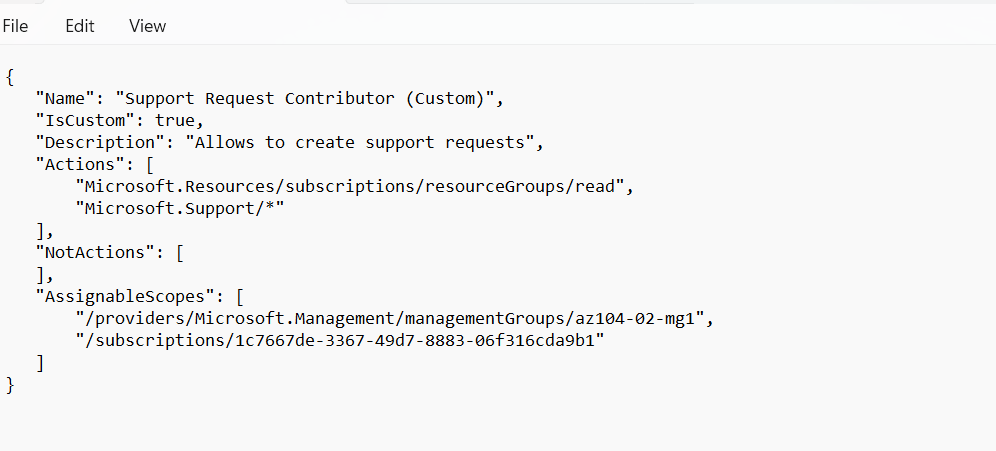 File Edit View
{
"Name": "Support Request Contributor (Custom)",
"IsCustom": true,
"Description": "Allows to create support requests",
"Actions": [
"Microsoft.Resources/subscriptions/resourceGroups/read",
"Microsoft.Support/*"
],
"NotActions": [
],
"AssignableScopes": [
"/providers/Microsoft.Management/managementGroups/az104-02-mg1",
"/subscriptions/1c7667de-3367-49d7-8883-06f316cda9b1"
]
}